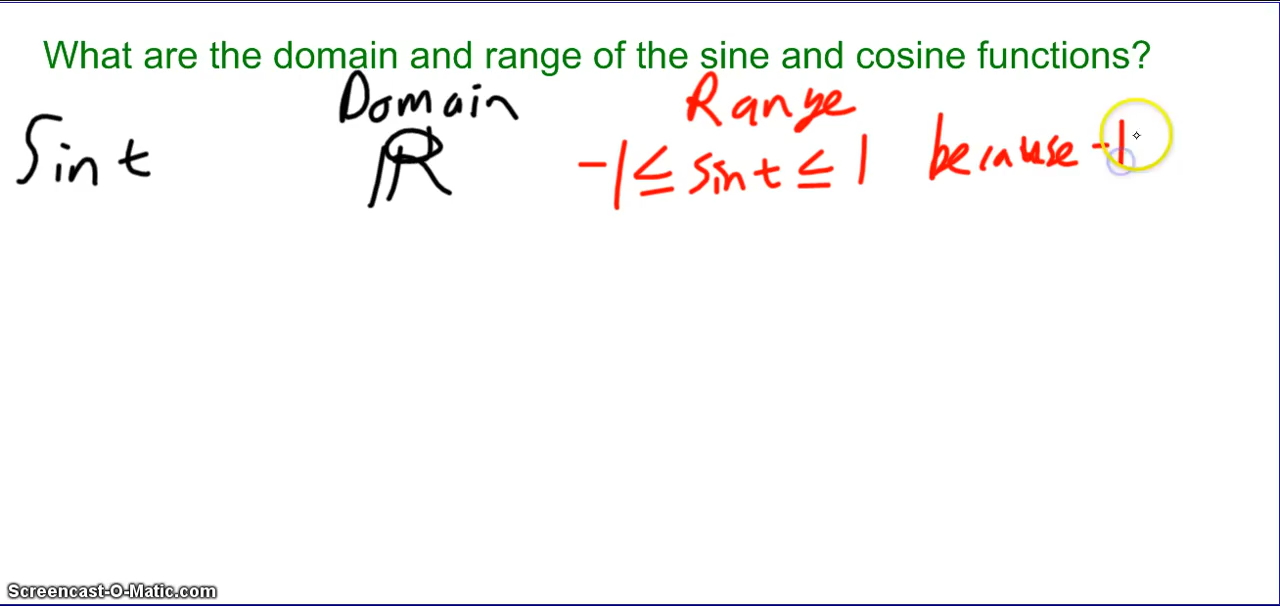 What are the domain and range of the sine and cosine functions?
Domain Range
Sin t ℝ -1 ≤ sin t ≤ 1 because -1
Screencast-O-Matic.com